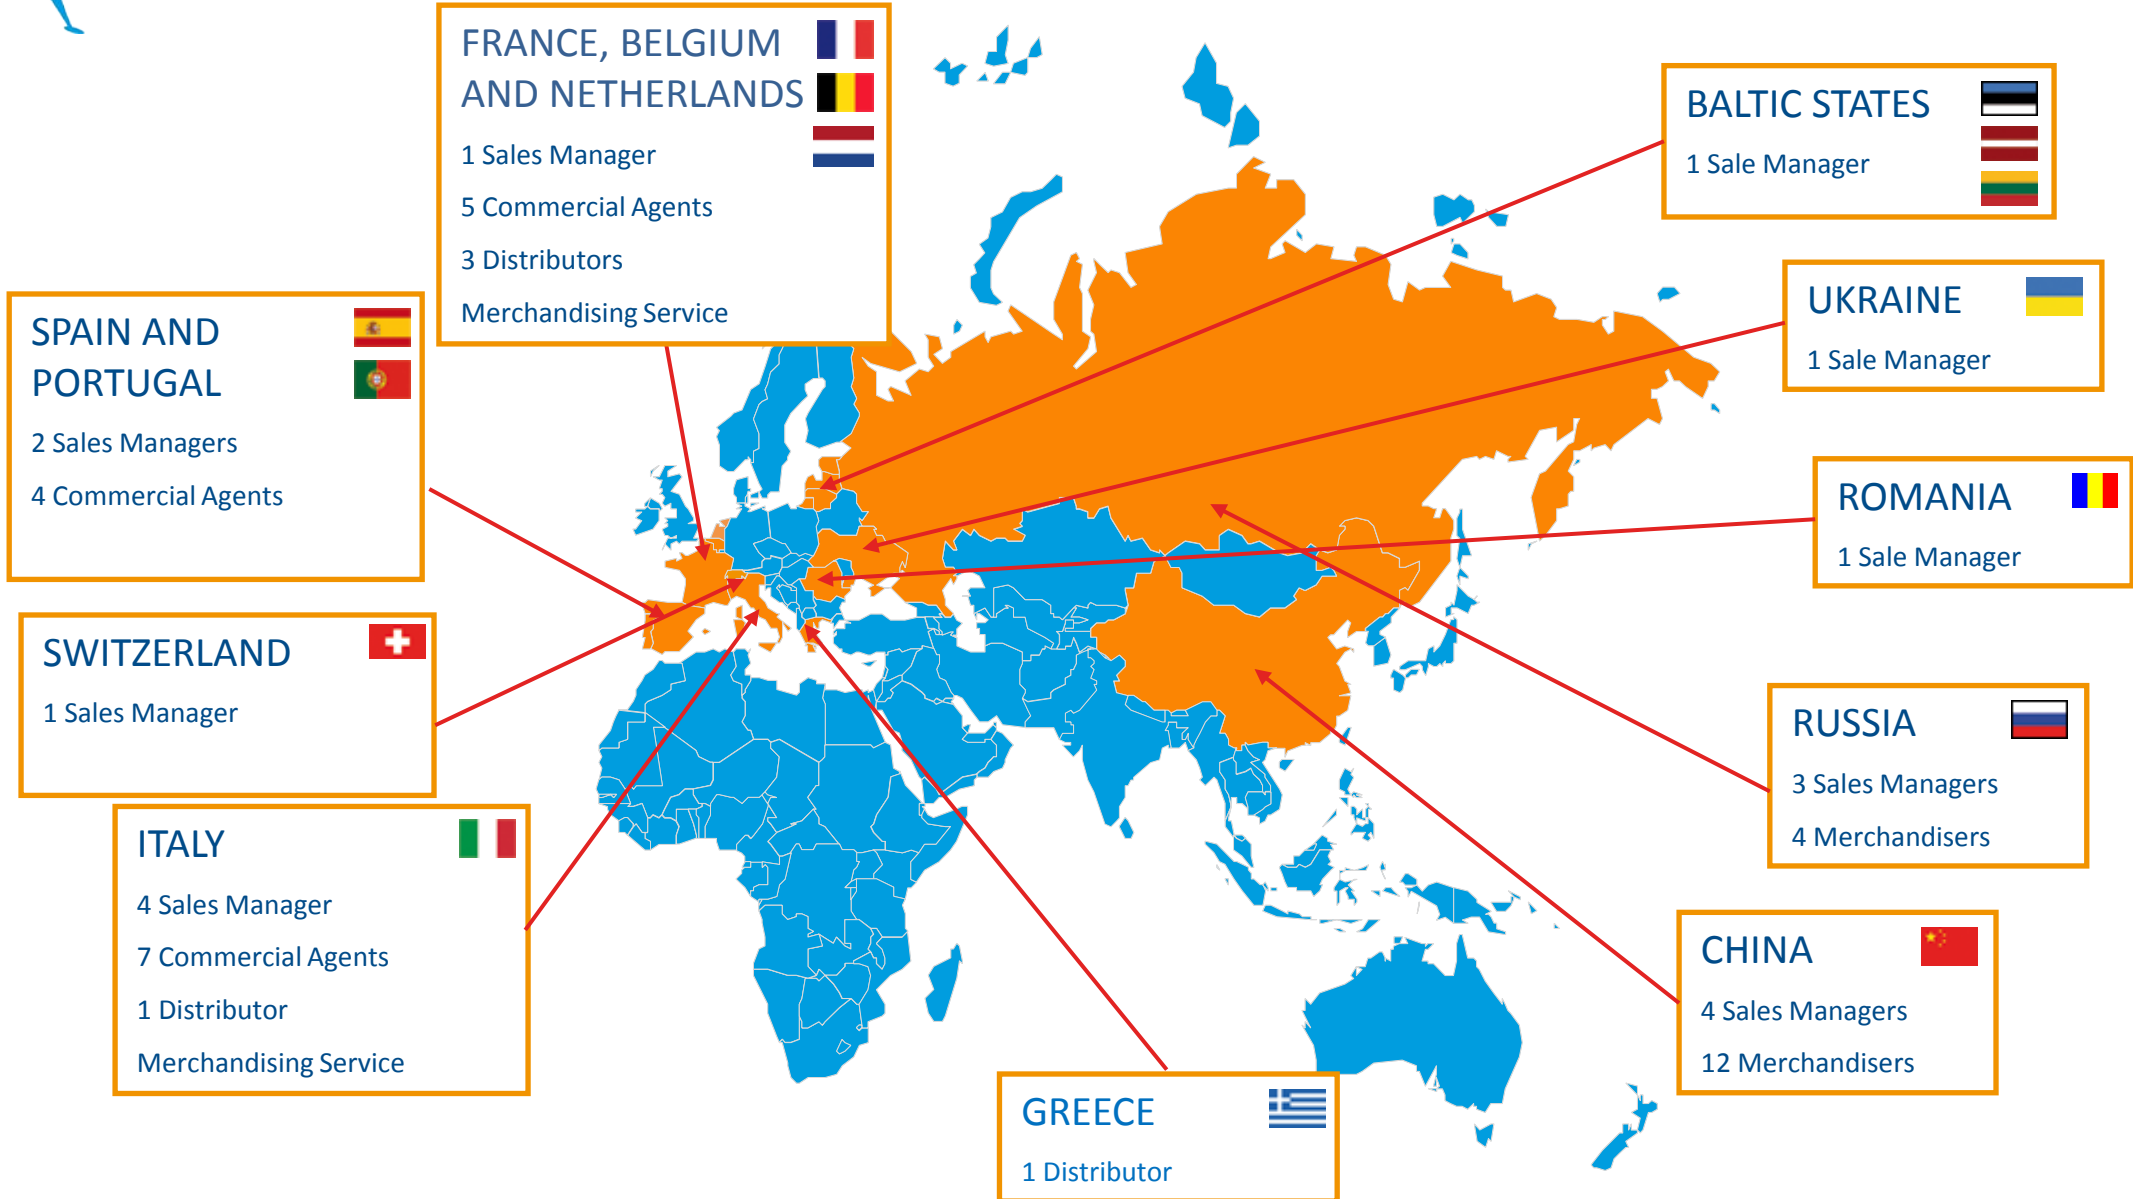 FRANCE, BELGIUM
AND NETHERLANDS
1 Sales Manager
5 Commercial Agents
3 Distributors
Merchandising Service
BALTIC STATES
1 Sale Manager
UKRAINE
1 Sale Manager
SPAIN AND
PORTUGAL
2 Sales Managers
4 Commercial Agents
ROMANIA
1 Sale Manager
SWITZERLAND
1 Sales Manager
RUSSIA
3 Sales Managers
4 Merchandisers
ITALY
4 Sales Manager
7 Commercial Agents
1 Distributor
Merchandising Service
CHINA
4 Sales Managers
12 Merchandisers
GREECE
1 Distributor